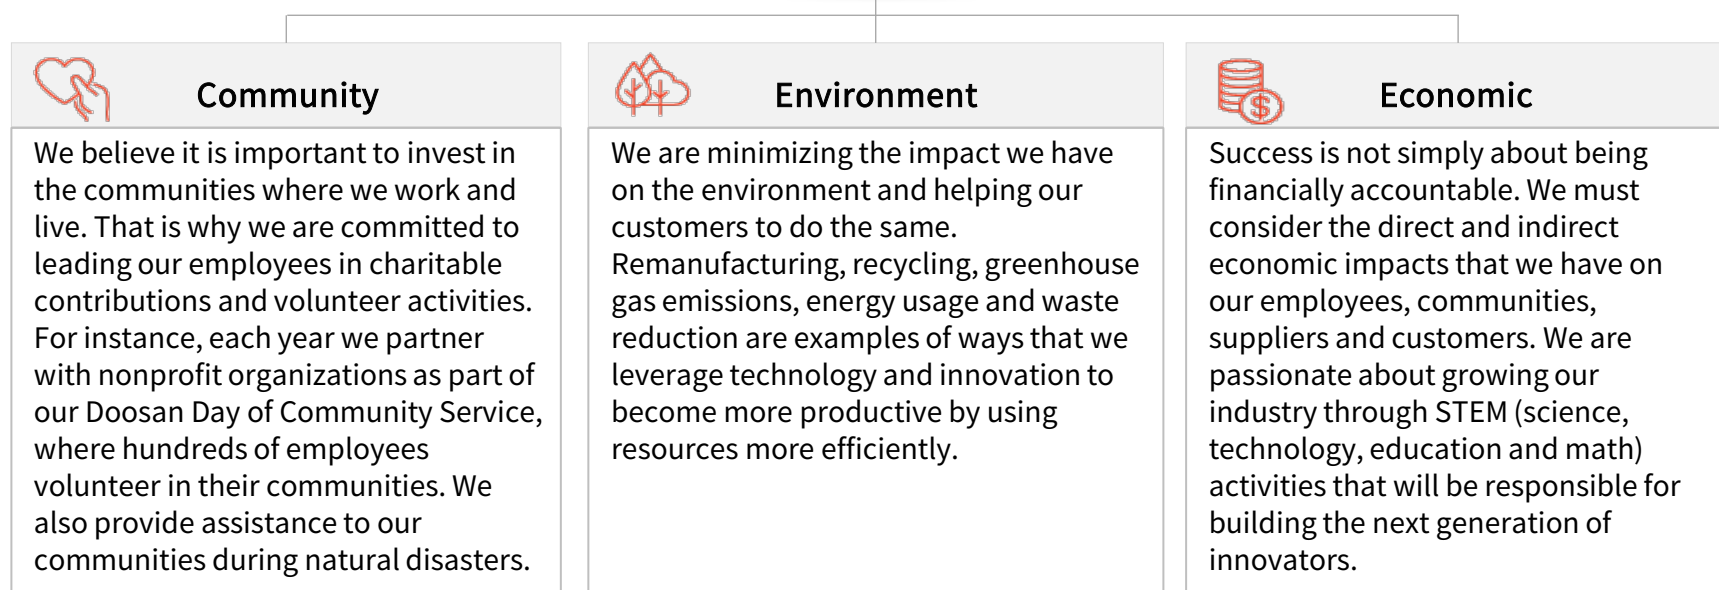 Community
We believe it is important to invest in
the communities where we work and
live. That is why we are committed to
leading our employees in charitable
contributions and volunteer activities.
For instance, each year we partner
with nonprofit organizations as part of
our Doosan Day of Community Service,
where hundreds of employees
volunteer in their communities. We
also provide assistance to our
communities during natural disasters.
Environment
We are minimizing the impact we have
on the environment and helping our
customers to do the same.
Remanufacturing, recycling, greenhouse
gas emissions, energy usage and waste
reduction are examples of ways that we
leverage technology and innovation to
become more productive by using
resources more efficiently.
$
Economic
Success is not simply about being
financially accountable. We must
consider the direct and indirect
economic impacts that we have on
our employees, communities,
suppliers and customers. We are
passionate about growing our
industry through STEM (science,
technology, education and math)
activities that will be responsible for
building the next generation of
innovators.